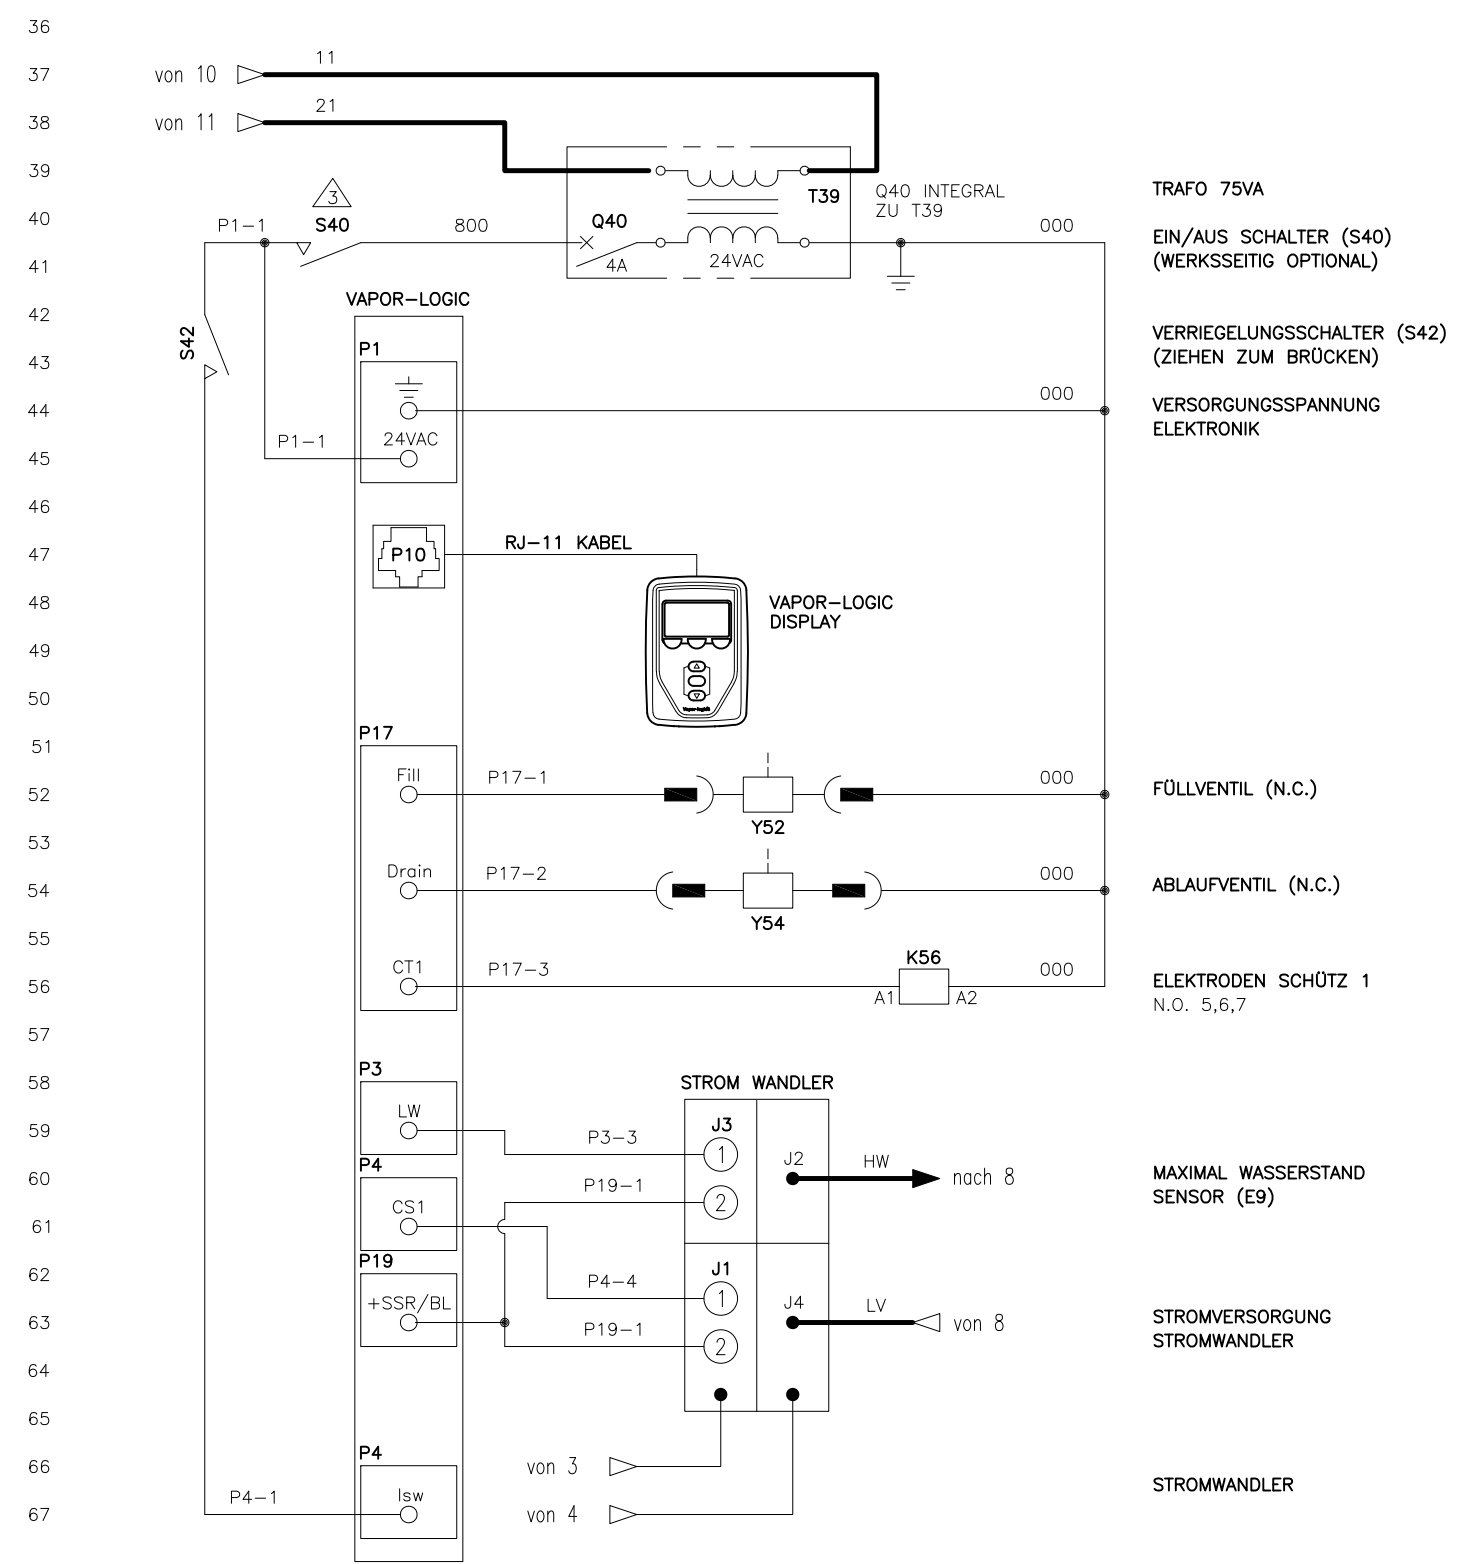 36
11
37 von 10
21
38 von 11
39
TRAFO 75VA
3
T39
Q40 INTEGRAL
ZU T39
40 P1-1 S40 800 Q40 000
EIN/AUS SCHALTER (S40)
(WERKSSEITIG OPTIONAL)
41 4A 24VAC
VAPOR-LOGIC
42
S42
VERRIEGELUNGSSCHALTER (S42)
(ZIEHEN ZUM BRÜCKEN)
P1
43
000
44
VERSORGUNGSSPANNUNG
ELEKTRONIK
P1-1 24VAC
45
46
RJ-11 KABEL
47 P10
48
VAPOR-LOGIC
DISPLAY
49
50
Vapor-logic®
P17
51
Fill P17-1 000
52
FÜLLVENTIL (N.C.)
Y52
53
Drain P17-2 000
54
ABLAUFVENTIL (N.C.)
Y54
55
CT1 P17-3 K56 000
56 A1 A2
ELEKTRODEN SCHÜTZ 1
N.O. 5,6,7
57
P3
58 STROM WANDLER
LW J3
59 P3-3 1
P4
J2 HW
60 P19-1 2 nach 8
MAXIMAL WASSERSTAND
SENSOR (E9)
CS1
61
P19
62 J1
P4-4 1
+SSR/BL J4 LV
63 P19-1 2 von 8
STROMVERSORGUNG
STROMWANDLER
64
65
P4
66 von 3
STROMWANDLER
P4-1 Isw
67 von 4